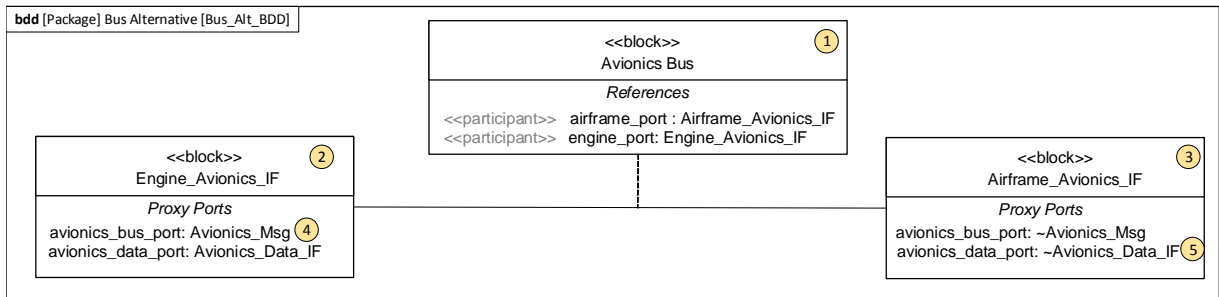 bdd [Package] Bus Alternative [Bus_Alt_BDD]
<<block>>
1
Avionics Bus
References
<<participant>> airframe_port : Airframe_Avionics_IF
<<participant>> engine_port: Engine_Avionics_IF
<<block>>
2
Engine_Avionics_IF
Proxy Ports
avionics_bus_port: Avionics_Msg
4
avionics_data_port: Avionics_Data_IF
<<block>>
3
Airframe_Avionics_IF
Proxy Ports
avionics_bus_port: ~Avionics_Msg
avionics_data_port: ~Avionics_Data_IF
5